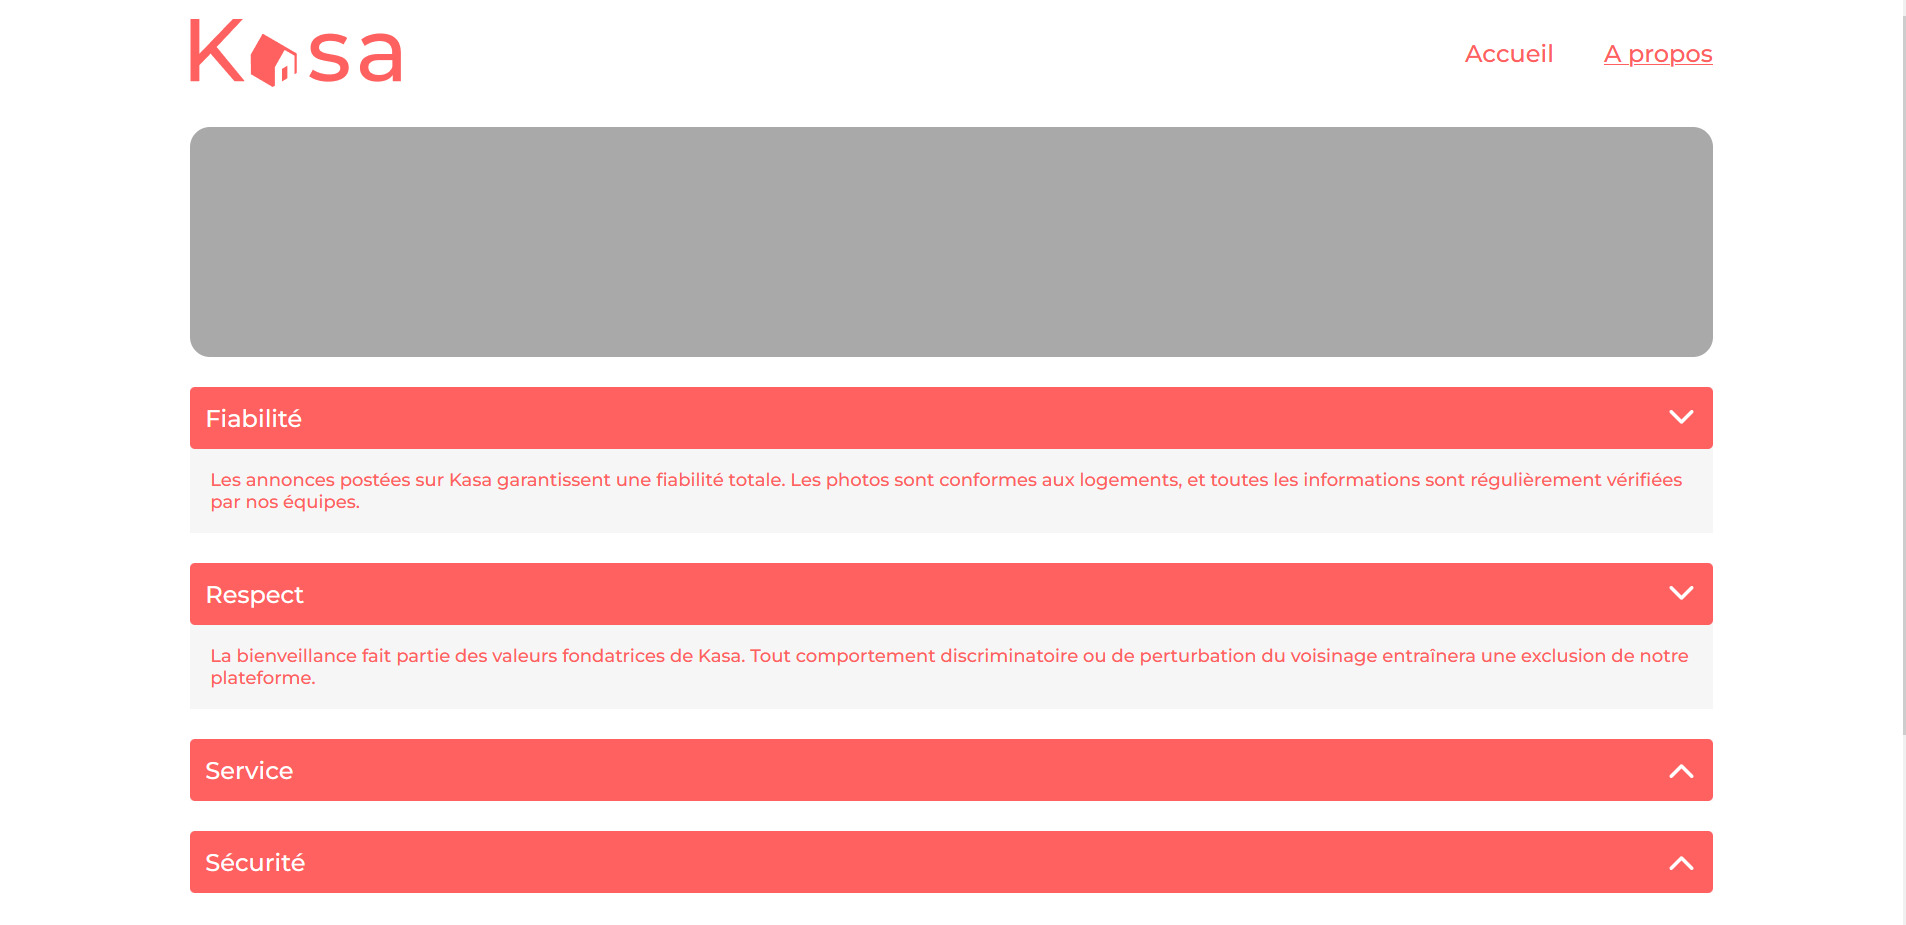 Kasa
Accueil A propos
Fiabilité
Les annonces postées sur Kasa garantissent une fiabilité totale. Les photos sont conformes aux logements, et toutes les informations sont régulièrement vérifiées
par nos équipes.
Respect
La bienveillance fait partie des valeurs fondatrices de Kasa. Tout comportement discriminatoire ou de perturbation du voisinage entraînera une exclusion de notre
plateforme.
Service
Sécurité